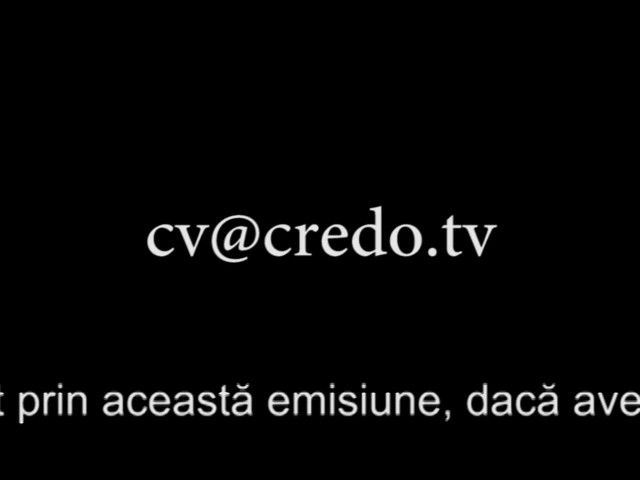 cv@credo.tv
t prin această emisiune, dacă ave